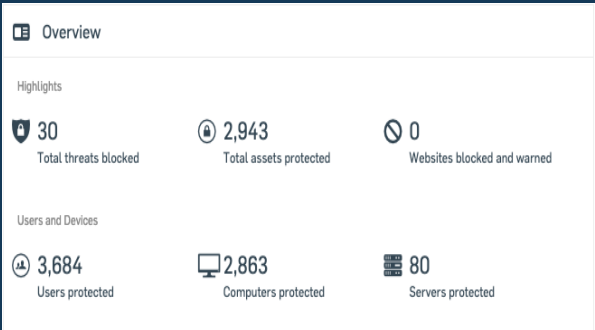 Overview
Highlights
30
Total threats blocked
2,943
Total assets protected
0
Websites blocked and warned
Users and Devices
3,684
Users protected
2,863
Computers protected
80
Servers protected